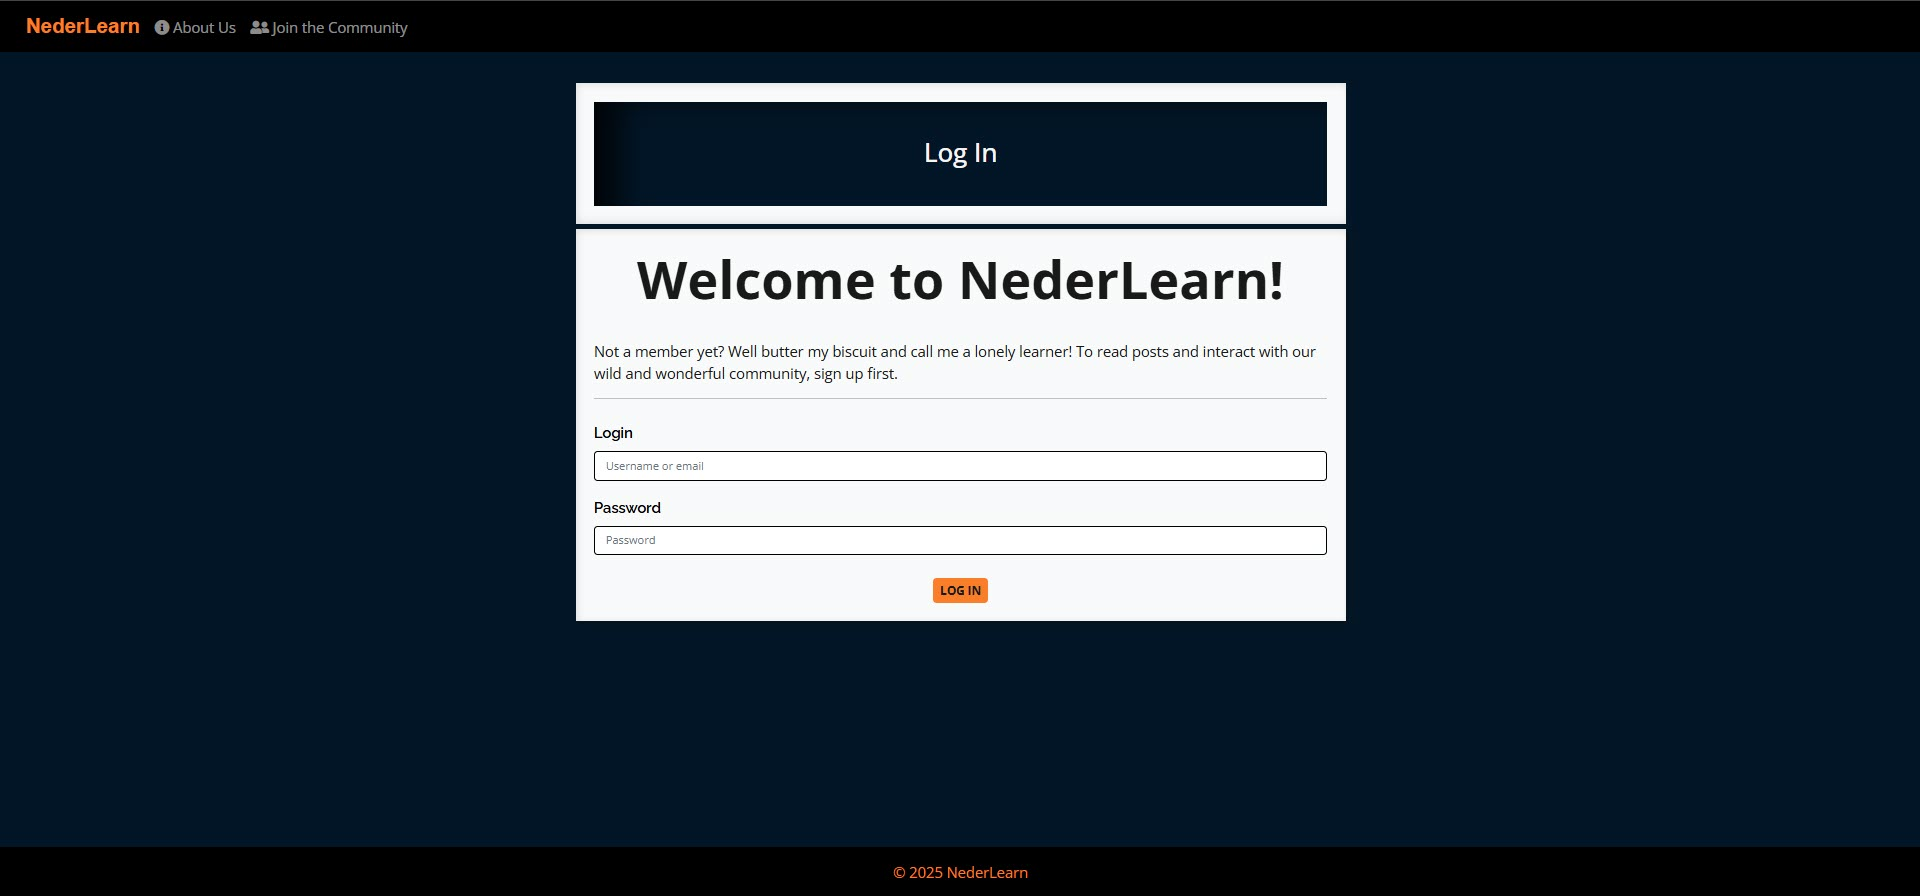 NederLearn About Us Join the Community
Log In
Welcome to NederLearn!
Not a member yet? Well butter my biscuit and call me a lonely learner! To read posts and interact with our
wild and wonderful community, sign up first.
Login
Username or email
Password
Password
LOG IN
© 2025 NederLearn